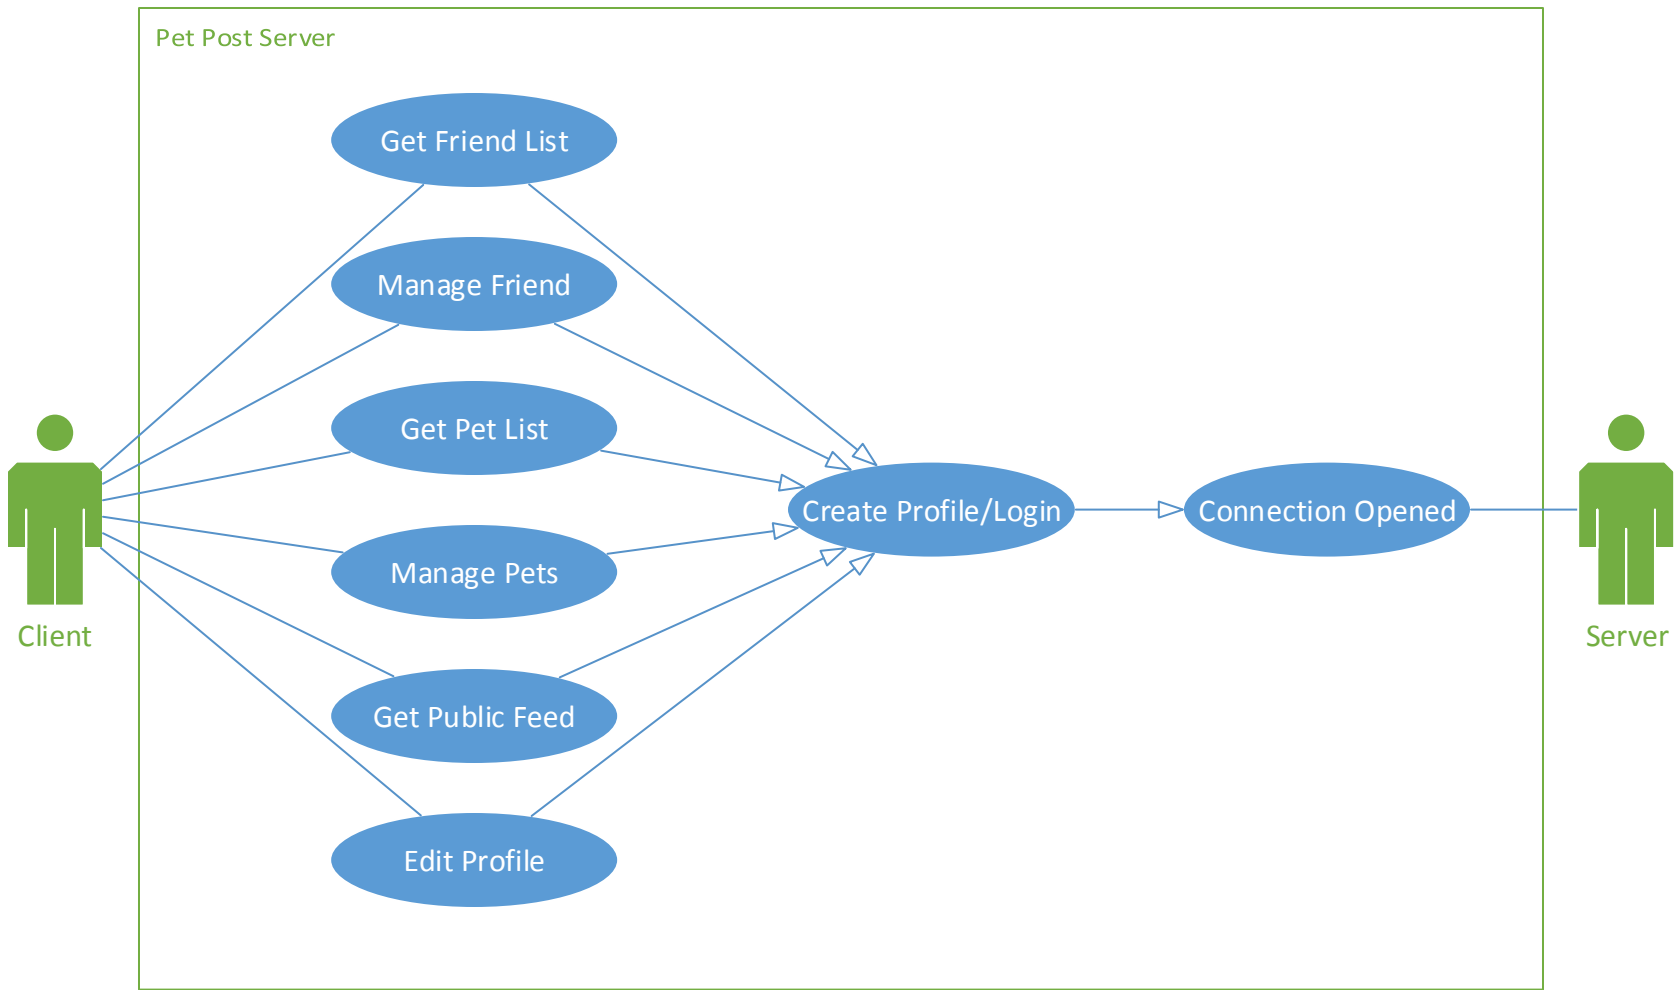 Pet Post Server
Get Friend List
Manage Friend
Get Pet List
Create Profile/Login
Connection Opened
Manage Pets
Client
Server
Get Public Feed
Edit Profile